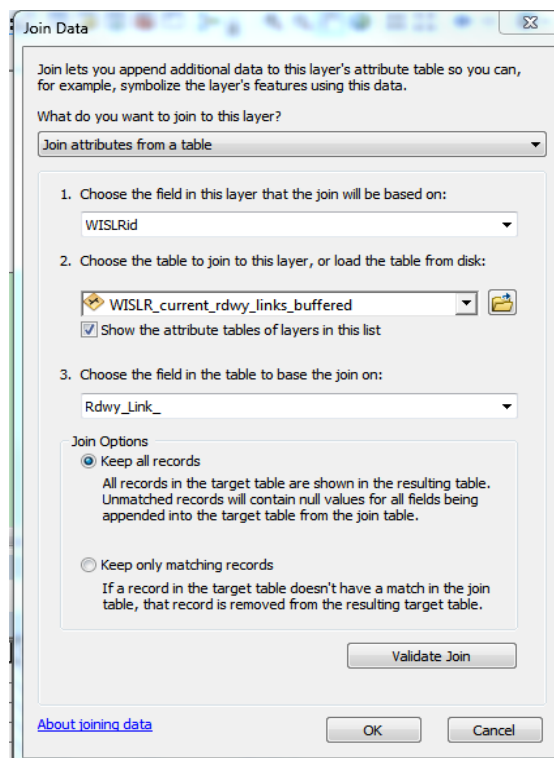 Join Data
Join lets you append additional data to this layer's attribute table so you can,
for example, symbolize the layer's features using this data.
What do you want to join to this layer?
Join attributes from a table
1. Choose the field in this layer that the join will be based on:
WISLRid
2. Choose the table to join to this layer, or load the table from disk:
WISLR_current_rdwy_links_buffered
Show the attribute tables of layers in this list
3. Choose the field in the table to base the join on:
Rdwy_Link_
Join Options
Keep all records
All records in the target table are shown in the resulting table.
Unmatched records will contain null values for all fields being
appended into the target table from the join table.
Keep only matching records
If a record in the target table doesn't have a match in the join
table, that record is removed from the resulting target table.
Validate Join
About joining data
OK
Cancel